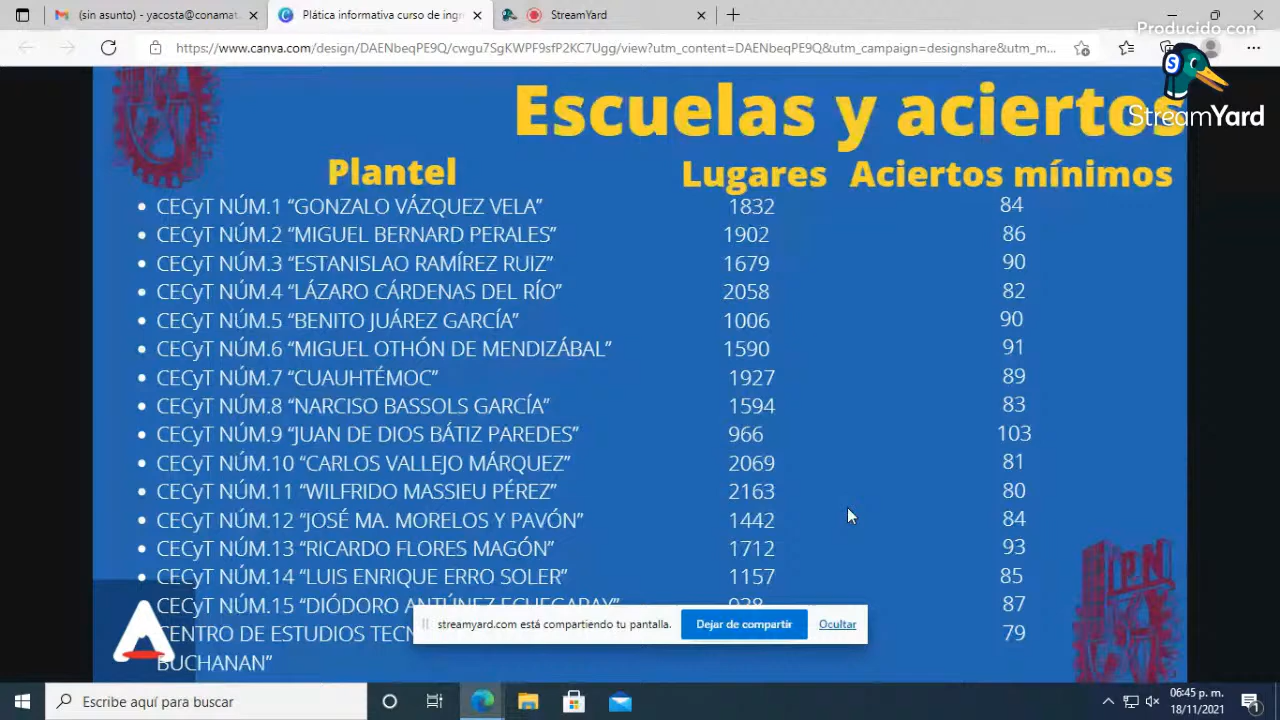 (sin asunto) - yacosta@conamat
Plática informativa curso de ingr
StreamYard
https://www.canva.com/design/DAENbeqPE9Q/cwgu7SgKWPF9sfP2KC7Ugg/view?utm_content=DAENbeqPE9Q&utm_campaign=designshare&utm_m...
Producido con
StreamYard
Escuelas y aciertos
Plantel Lugares Aciertos mínimos
• CECyT NÚM.1 “GONZALO VÁZQUEZ VELA” 1832 84
• CECyT NÚM.2 “MIGUEL BERNARD PERALES” 1902 86
• CECyT NÚM.3 “ESTANISLAO RAMÍREZ RUIZ” 1679 90
• CECyT NÚM.4 “LÁZARO CÁRDENAS DEL RÍO” 2058 82
• CECyT NÚM.5 “BENITO JUÁREZ GARCÍA” 1006 90
• CECyT NÚM.6 “MIGUEL OTHÓN DE MENDIZÁBAL” 1590 91
• CECyT NÚM.7 “CUAUHTÉMOC” 1927 89
• CECyT NÚM.8 “NARCISO BASSOLS GARCÍA” 1594 83
• CECyT NÚM.9 “JUAN DE DIOS BÁTIZ PAREDES” 966 103
• CECyT NÚM.10 “CARLOS VALLEJO MÁRQUEZ” 2069 81
• CECyT NÚM.11 “WILFRIDO MASSIEU PÉREZ” 2163 80
• CECyT NÚM.12 “JOSÉ MA. MORELOS Y PAVÓN” 1442 84
• CECyT NÚM.13 “RICARDO FLORES MAGÓN” 1712 93
• CECyT NÚM.14 “LUIS ENRIQUE ERRO SOLER” 1157 85
• CECyT NÚM.15 “DIÓDORO ANTÚNEZ ECHEGARAY” 87
streamyard.com está compartiendo tu pantalla. Dejar de compartir Ocultar
CENTRO DE ESTUDIOS 79
BUCHANAN”
IPN
Escribe aquí para buscar
06:45 p. m.
18/11/2021